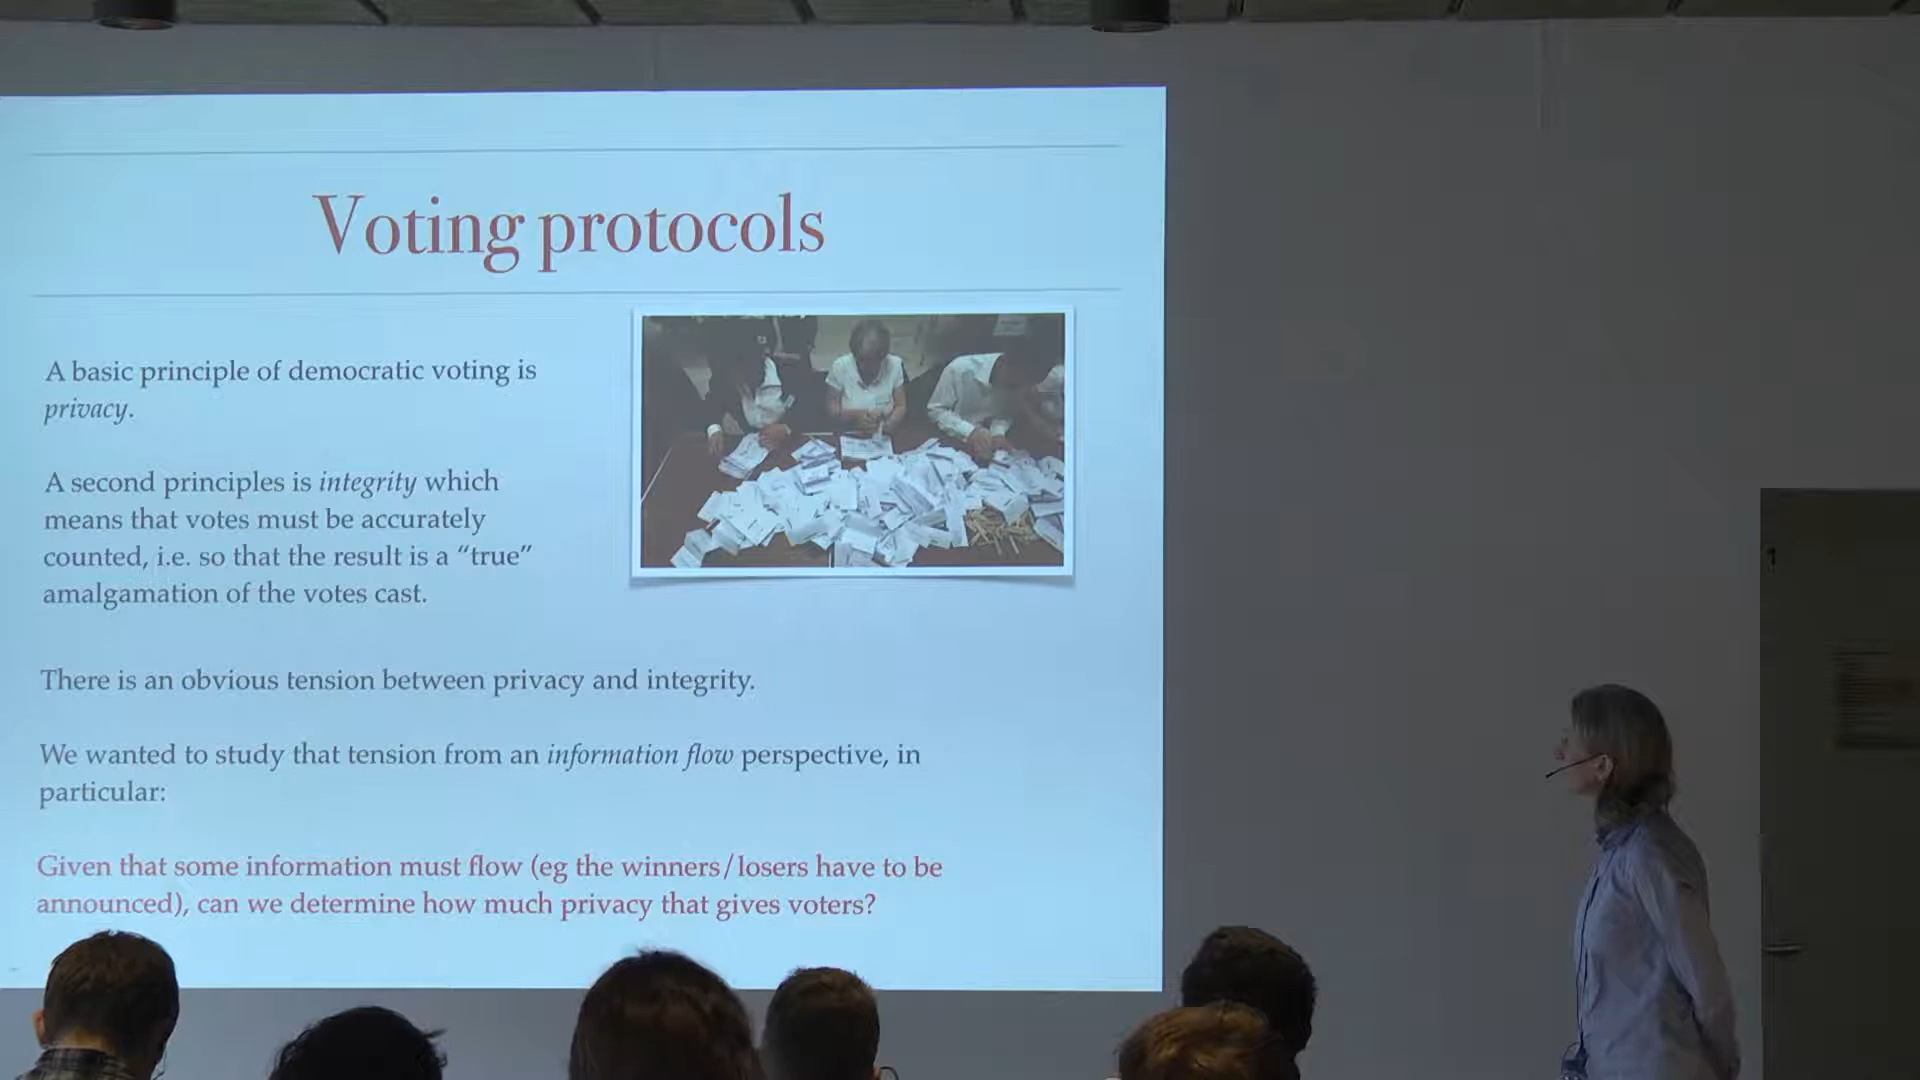 Voting protocols
A basic principle of democratic voting is
privacy.
A second principles is integrity which
means that votes must be accurately
counted, i.e. so that the result is a “true”
amalgamation of the votes cast.
There is an obvious tension between privacy and integrity.
We wanted to study that tension from an information flow perspective, in
particular:
Given that some information must flow (eg the winners/losers have to be
announced), can we determine how much privacy that gives voters?